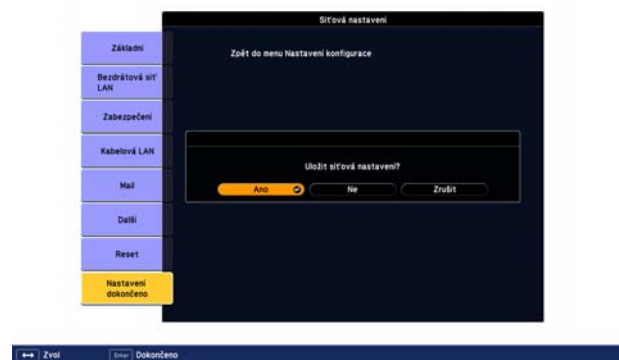 Síťová nastavení
Základní
Zpět do menu Nastavení konfigurace
Bezdrátová síť
LAN
Zabezpečení
Kabelová LAN
Uložit síťová nastavení?
Mail
Ano
Ne
Zrušit
Další
Reset
Nastavení
dokončeno
Zvol
Enter Dokončeno